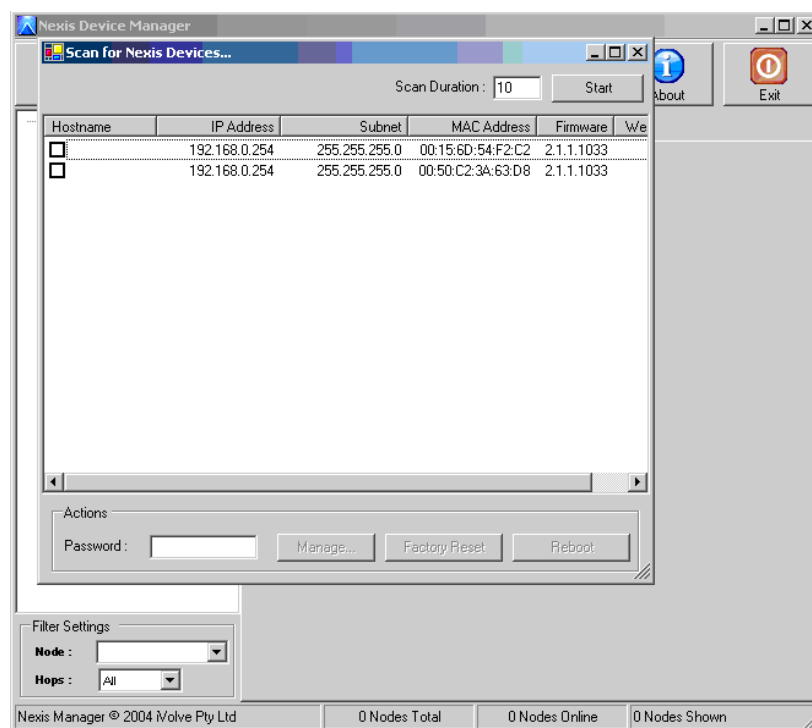 Nexis Device Manager
Scan for Nexis Devices...
Scan Duration : 10 Start
About Exit
Hostname IP Address Subnet MAC Address Firmware We
192.168.0.254 255.255.255.0 00:15:6D:54:F2:C2 2.1.1.1033
192.168.0.254 255.255.255.0 00:50:C2:3A:63:D8 2.1.1.1033
Actions
Password : Manage... Factory Reset Reboot
Filter Settings
Node :
Hops : All
Nexis Manager © 2004 iVolve Pty Ltd 0 Nodes Total 0 Nodes Online 0 Nodes Shown